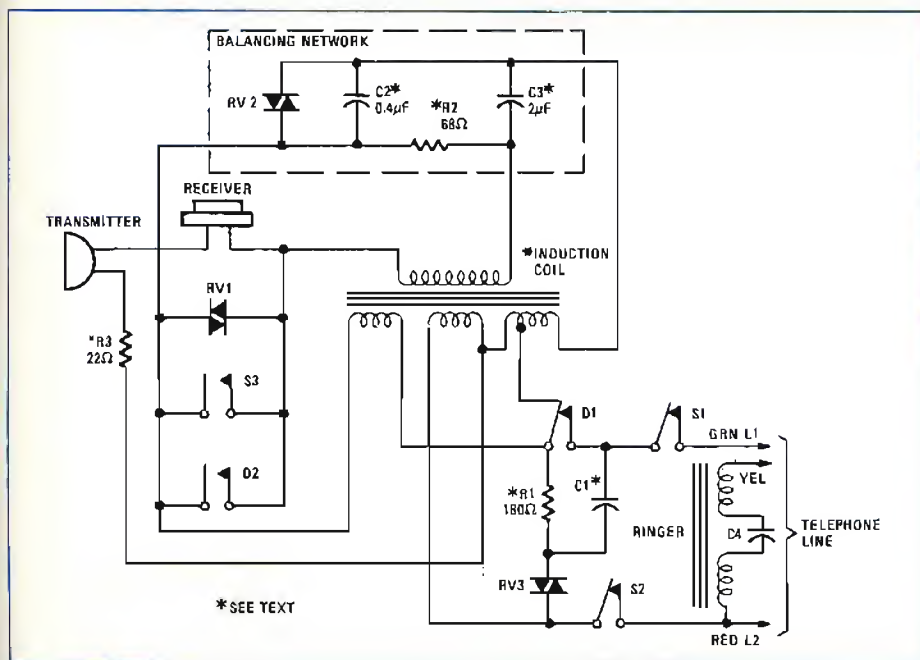 BALANCING NETWORK
RV 2
C2*
0.4µF
*R2
68Ω
C3*
2µF
RECEIVER
TRANSMITTER
*INDUCTION
COIL
RV1
*R3
22Ω
S3
D2
D1
S1
GRN L1
YEL
*R1
180Ω
C1*
RINGER
C4
TELEPHONE
LINE
RV3
S2
*SEE TEXT
RED L2